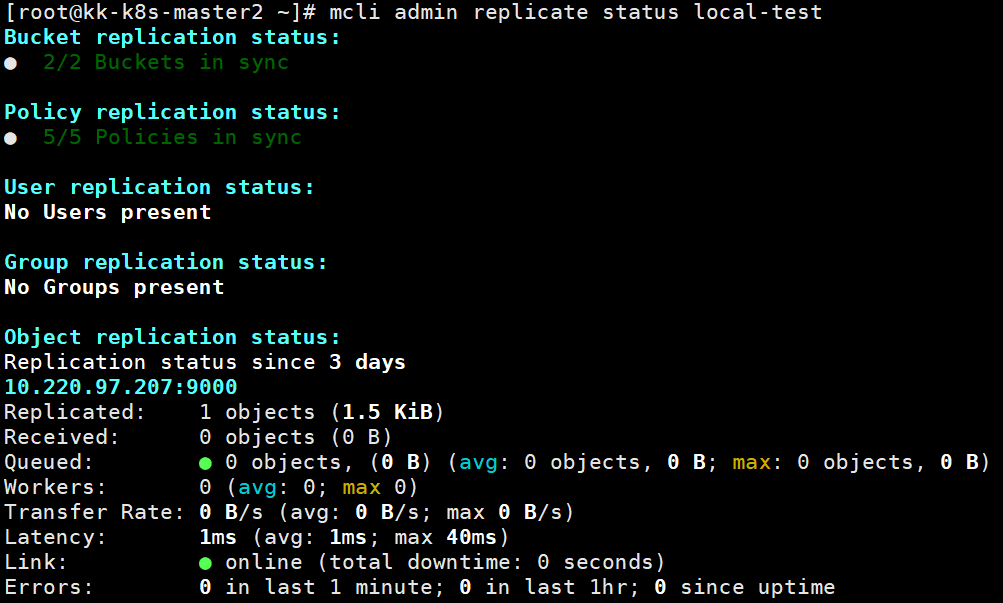 [root@kk-k8s-master2 ~]# mcli admin replicate status local-test
Bucket replication status:
●  2/2 Buckets in sync
Policy replication status:
●  5/5 Policies in sync
User replication status:
No Users present
Group replication status:
No Groups present
Object replication status:
Replication status since 3 days
10.220.97.207:9000
Replicated:    1 objects (1.5 KiB)
Received:      0 objects (0 B)
Queued:        ● 0 objects, (0 B) (avg: 0 objects, 0 B; max: 0 objects, 0 B)
Workers:       0 (avg: 0; max 0)
Transfer Rate: 0 B/s (avg: 0 B/s; max 0 B/s)
Latency:       1ms (avg: 1ms; max 40ms)
Link:          ● online (total downtime: 0 seconds)
Errors:        0 in last 1 minute; 0 in last 1hr; 0 since uptime